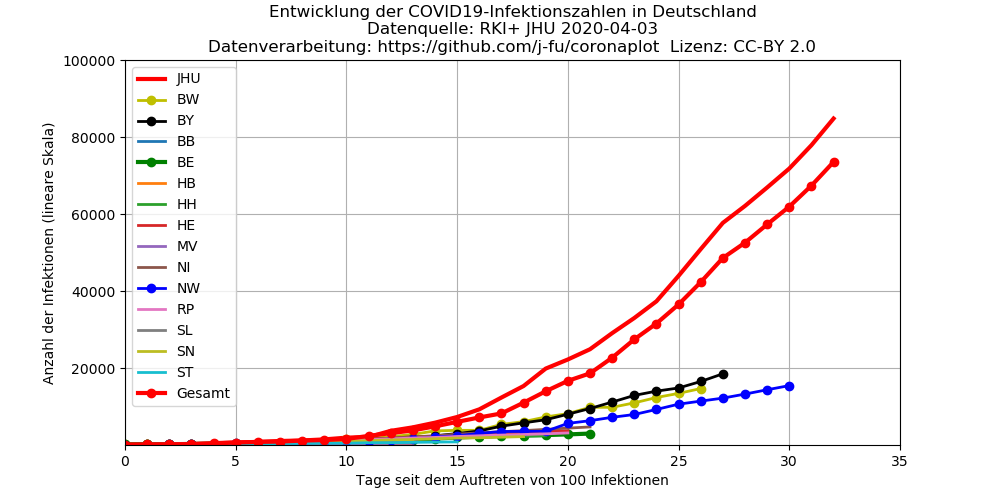 Entwicklung der COVID19-Infektionszahlen in Deutschland
Datenquelle: RKI+ JHU 2020-04-03
Datenverarbeitung: https://github.com/j-fu/coronaplot  Lizenz: CC-BY 2.0
100000
80000
60000
40000
20000
Anzahl der Infektionen (lineare Skala)
JHU
BW
BY
BB
BE
HB
HH
HE
MV
NI
NW
RP
SL
SN
ST
Gesamt
0 5 10 15 20 25 30 35
Tage seit dem Auftreten von 100 Infektionen